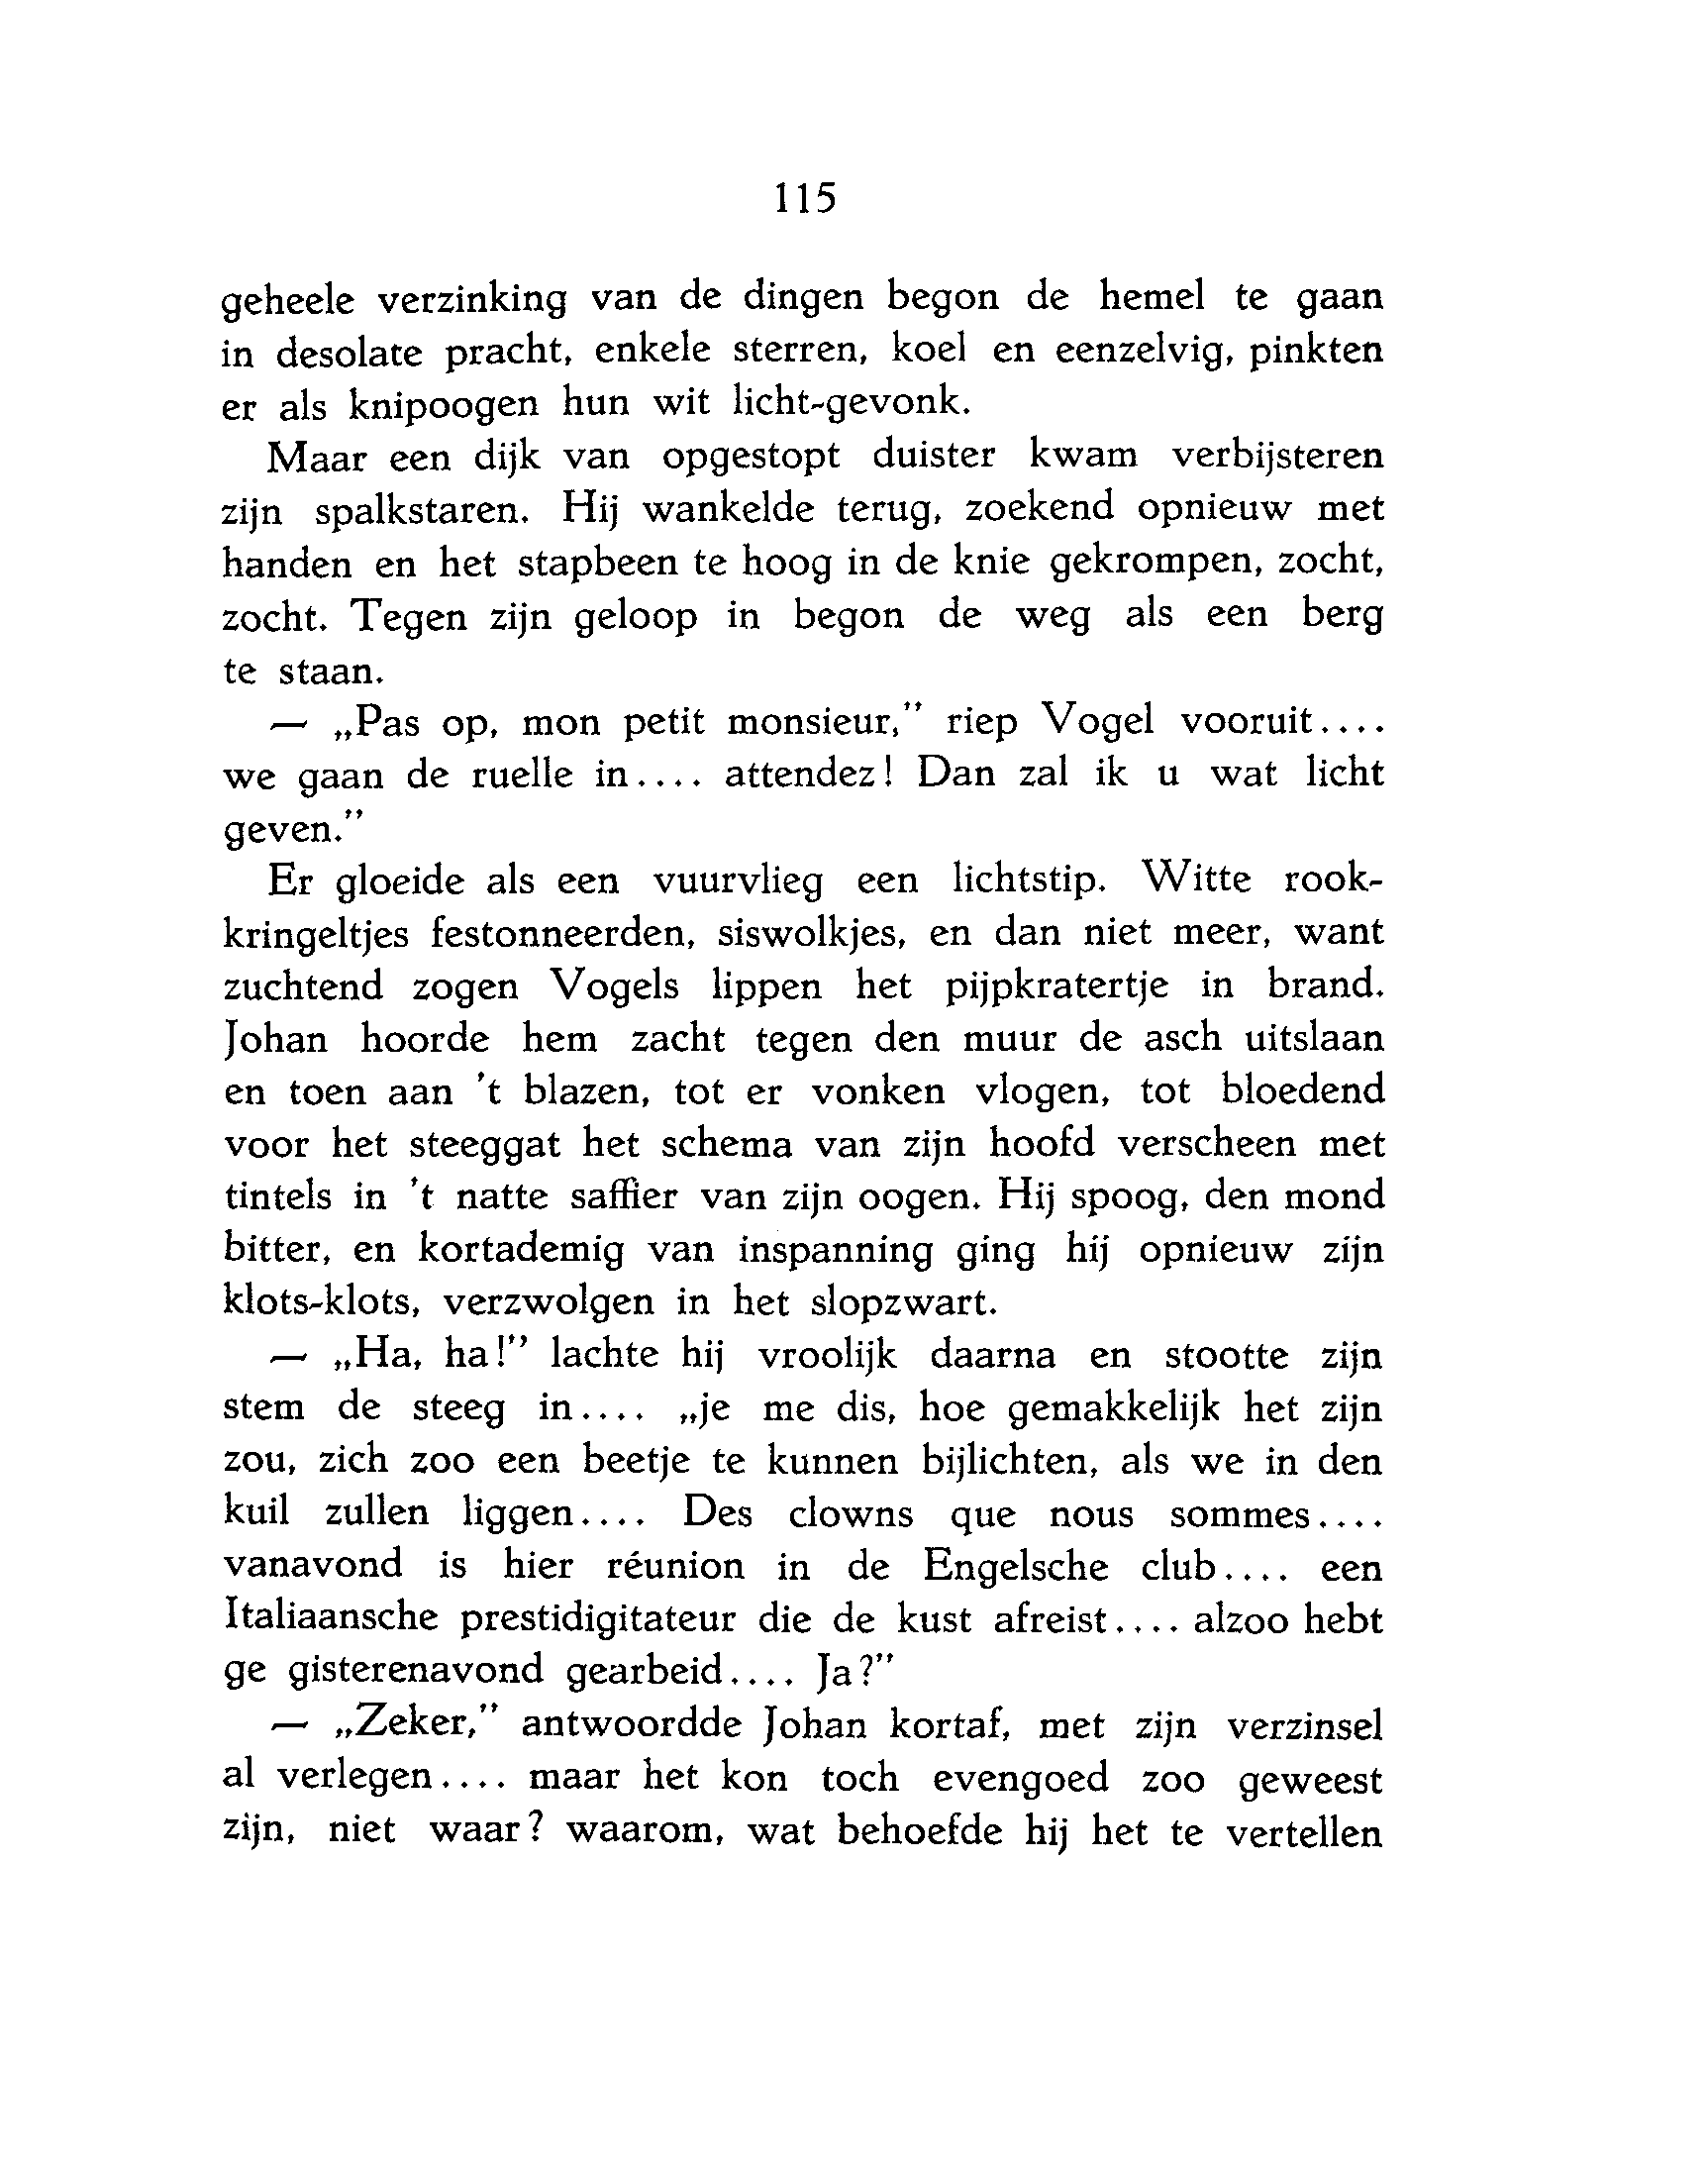 115
geheele verzinking van de dingen begon de hemel te gaan
in desolate pracht, enkele sterren, koel en eenzelvig, pinkten
er als knipoogen hun wit licht-gevonk.
Maar een dijk van opgestopt duister kwam verbijsteren
zijn spalkstaren. Hij wankelde terug, zoekend opnieuw met
handen en het stapbeen te hoog in de knie gekrompen, zocht,
zocht. Tegen zijn geloop in begon de weg als een berg
te staan.
— „Pas op, mon petit monsieur,” riep Vogel vooruit....
we gaan de ruelle in.... attendez! Dan zal ik u wat licht
geven.”
Er gloeide als een vuurvlieg een lichtstip. Witte rook-
kringeltjes festonneerden, siswolkjes, en dan niet meer, want
zuchtend zogen Vogels lippen het pijpkratertje in brand.
Johan hoorde hem zacht tegen den muur de asch uitslaan
en toen aan 't blazen, tot er vonken vlogen, tot bloedend
voor het steeggat het schema van zijn hoofd verscheen met
tintels in 't natte saffier van zijn oogen. Hij spoog, den mond
bitter, en kortademig van inspanning ging hij opnieuw zijn
klots-klots, verzwolgen in het slopzwart.
— „Ha, ha!” lachte hij vroolijk daarna en stootte zijn
stem de steeg in.... „je me dis, hoe gemakkelijk het zijn
zou, zich zoo een beetje te kunnen bijlichten, als we in den
kuil zullen liggen.... Des clowns que nous sommes....
vanavond is hier réunion in de Engelsche club.... een
Italiaansche prestidigitateur die de kust afreist.... alzoo hebt
ge gisterenavond gearbeid.... Ja?”
— „Zeker,” antwoordde Johan kortaf, met zijn verzinsel
al verlegen.... maar het kon toch evengoed zoo geweest
zijn, niet waar? waarom, wat behoefde hij het te vertellen